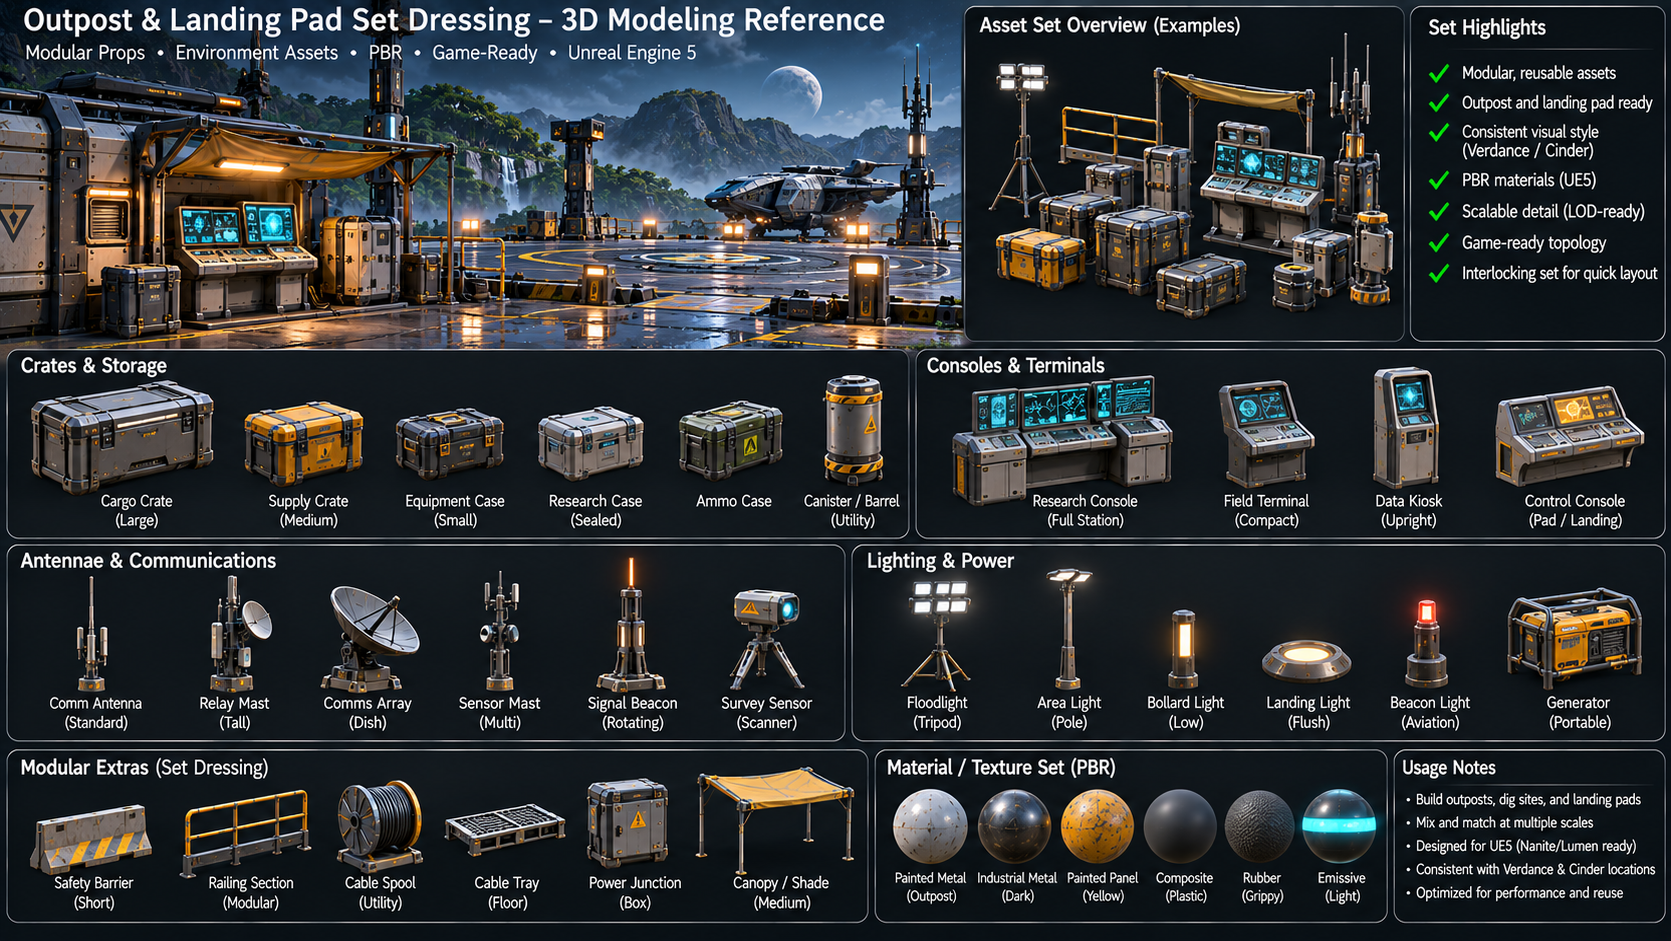 Outpost & Landing Pad Set Dressing – 3D Modeling Reference
Modular Props • Environment Assets • PBR • Game-Ready • Unreal Engine 5
Asset Set Overview (Examples)
Set Highlights
Modular, reusable assets
Outpost and landing pad ready
Consistent visual style
(Verdance / Cinder)
PBR materials (UE5)
Scalable detail (LOD-ready)
Game-ready topology
Interlocking set for quick layout
Crates & Storage
Cargo Crate
(Large)
Supply Crate
(Medium)
Equipment Case
(Small)
Research Case
(Sealed)
Ammo Case
Canister / Barrel
(Utility)
Consoles & Terminals
Research Console
(Full Station)
Field Terminal
(Compact)
Data Kiosk
(Upright)
Control Console
(Pad / Landing)
Antennae & Communications
Comm Antenna
(Standard)
Relay Mast
(Tall)
Comms Array
(Dish)
Sensor Mast
(Multi)
Signal Beacon
(Rotating)
Survey Sensor
(Scanner)
Lighting & Power
Floodlight
(Tripod)
Area Light
(Pole)
Bollard Light
(Low)
Landing Light
(Flush)
Beacon Light
(Aviation)
Generator
(Portable)
Modular Extras (Set Dressing)
Safety Barrier
(Short)
Railing Section
(Modular)
Cable Spool
(Utility)
Cable Tray
(Floor)
Power Junction
(Box)
Canopy / Shade
(Medium)
Material / Texture Set (PBR)
Painted Metal
(Outpost)
Industrial Metal
(Dark)
Painted Panel
(Yellow)
Composite
(Plastic)
Rubber
(Grippy)
Emissive
(Light)
Usage Notes
• Build outposts, dig sites, and landing pads
• Mix and match at multiple scales
• Designed for UE5 (Nanite/Lumen ready)
• Consistent with Verdance & Cinder locations
• Optimized for performance and reuse